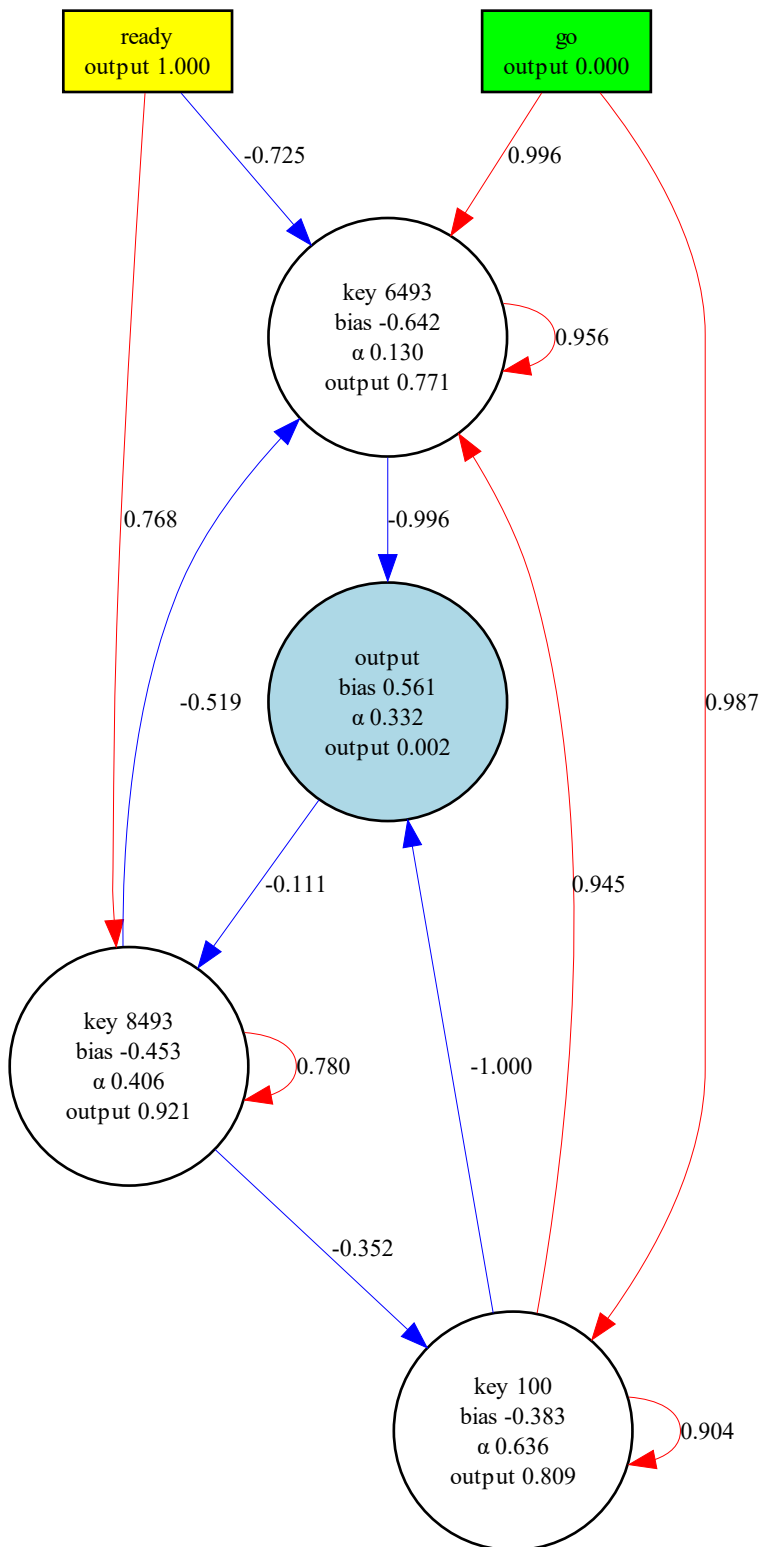 ready
output 1.000
go
output 0.000
-0.725
0.996
key 6493
bias -0.642
α 0.130
output 0.771
0.956
0.768
-0.996
-0.519
output
bias 0.561
α 0.332
output 0.002
0.987
-0.111
0.945
key 8493
bias -0.453
α 0.406
output 0.921
0.780
-1.000
-0.352
key 100
bias -0.383
α 0.636
output 0.809
0.904